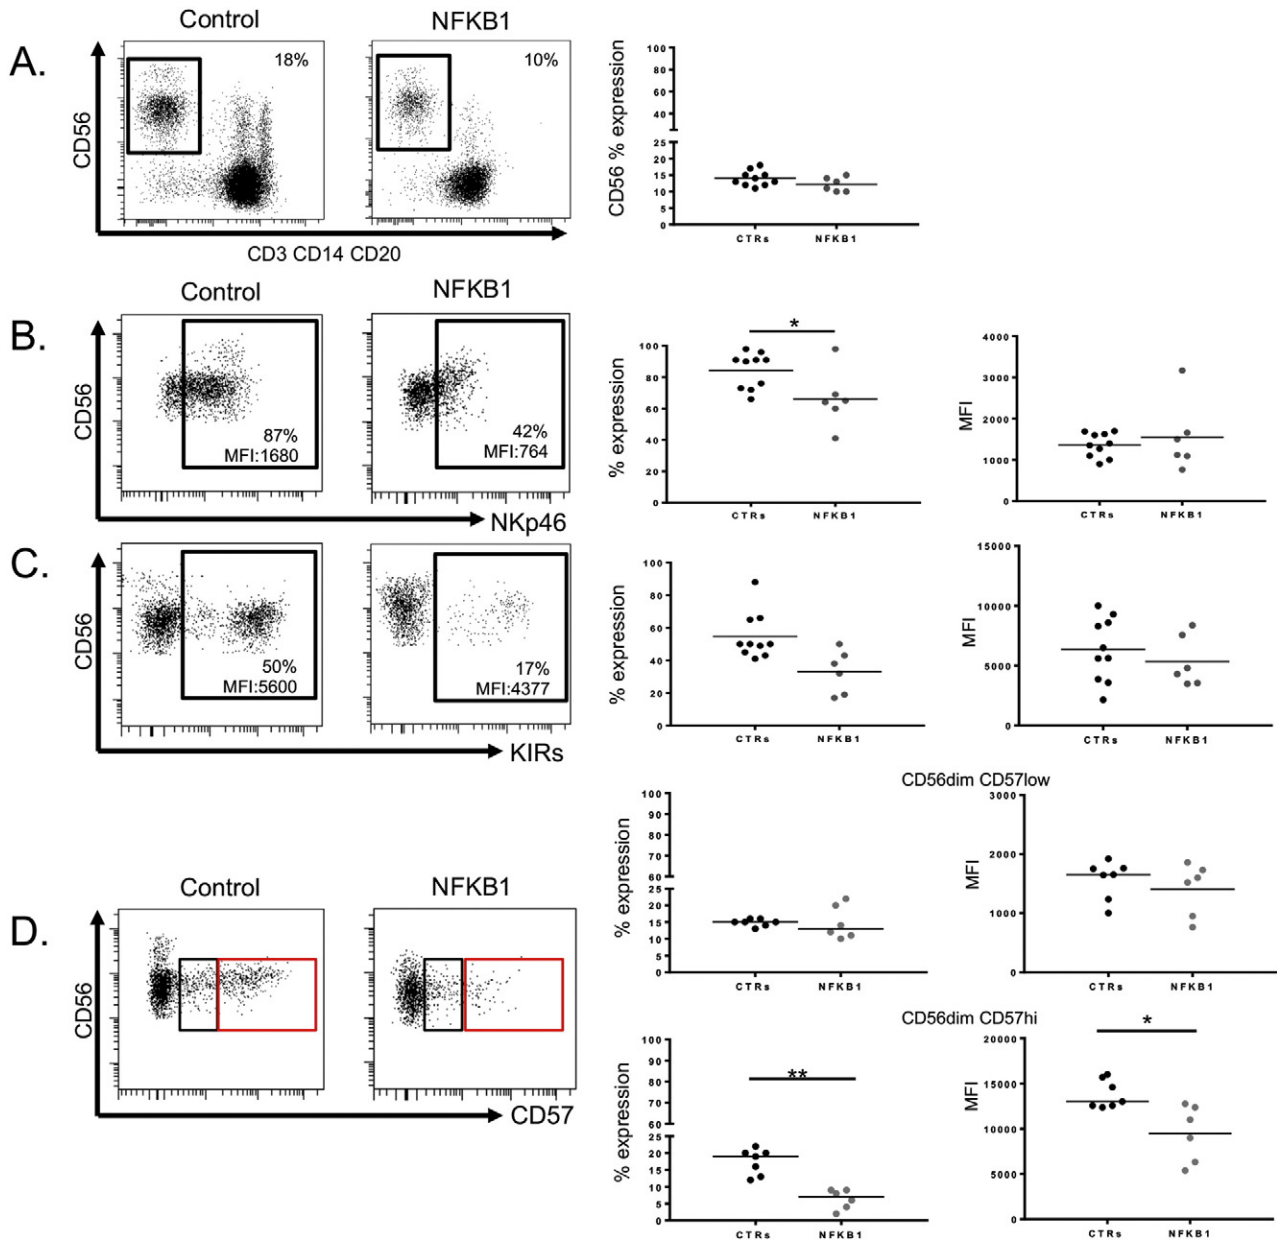 A.
Control
NFKB1
18%
10%
CD56
CD3 CD14 CD20
CD56 % expression
100
80
60
40
25
20
15
10
5
0
CTRs
NFKB1
B.
Control
NFKB1
CD56
87%
MFI:1680
42%
MFI:764
NKp46
% expression
100
80
60
40
20
0
*
CTRs
NFKB1
MFI
4000
3000
2000
1000
0
CTRs
NFKB1
C.
CD56
50%
MFI:5600
17%
MFI:4377
KIRs
% expression
100
80
60
40
20
0
CTRs
NFKB1
MFI
15000
10000
5000
0
CTRs
NFKB1
D.
Control
NFKB1
CD56
CD57
CD56dim CD57low
% expression
100
90
80
70
60
25
20
15
10
5
0
CTRs
NFKB1
MFI
3000
2000
1000
0
CTRs
NFKB1
CD56dim CD57hi
% expression
100
90
80
70
60
25
20
15
10
5
0
**
CTRs
NFKB1
MFI
20000
15000
10000
5000
0
*
CTRs
NFKB1